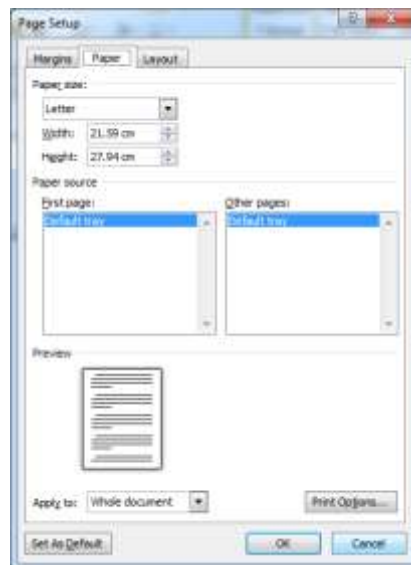 Page Setup
Margins Paper Layout
Paper size:
Letter
Width: 21.59 cm
Height: 27.94 cm
Paper source
First page: Other pages:
Default tray Default tray
Preview
Apply to: Whole document Print Options...
Set As Default OK Cancel